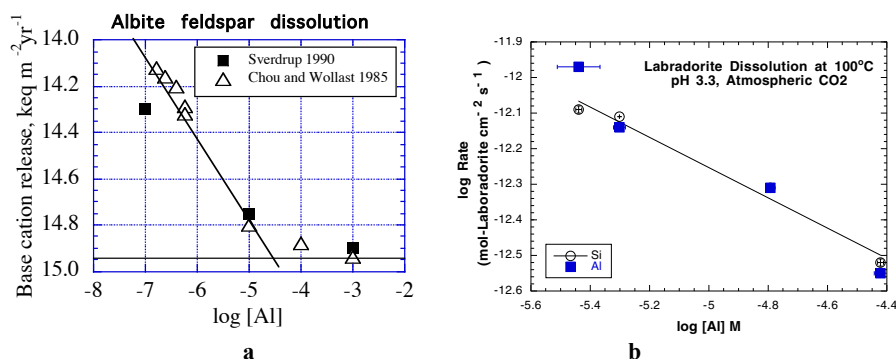 Albite feldspar dissolution
Base cation release, keq m⁻²yr⁻¹
14.0
14.2
14.4
14.6
14.8
15.0
Sverdrup 1990
Chou and Wollast 1985
-8 -7 -6 -5 -4 -3 -2
log [Al]
a
log Rate
(mol-Laboradorite cm⁻² s⁻¹)
-11.9
-12
-12.1
-12.2
-12.3
-12.4
-12.5
-12.6
Labradorite Dissolution at 100°C
pH 3.3, Atmospheric CO2
Si
Al
-5.6 -5.4 -5.2 -5 -4.8 -4.6 -4.4
log [Al] M
b